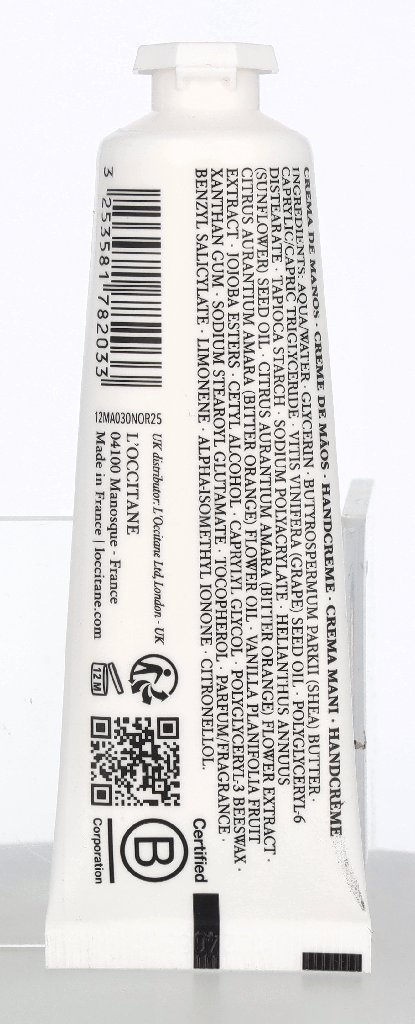 CREMA DE MANOS · CREME DE MÃOS · HANDCREME · CREMA MANI · HANDCRÈME
INGREDIENTS: AQUA/WATER · GLYCERIN · BUTYROSPERMUM PARKII (SHEA) BUTTER ·
CAPRYLIC/CAPRIC TRIGLYCERIDE · VITIS VINIFERA (GRAPE) SEED OIL · POLYGLYCERYL-6
DISTEARATE · TAPIOCA STARCH · SODIUM POLYACRYLATE · HELIANTHUS ANNUUS
(SUNFLOWER) SEED OIL · CITRUS AURANTIUM AMARA (BITTER ORANGE) FLOWER EXTRACT ·
CITRUS AURANTIUM AMARA (BITTER ORANGE) FLOWER OIL · VANILLA PLANIFOLIA FRUIT
EXTRACT · JOJOBA ESTERS · CETYL ALCOHOL · CAPRYLYL GLYCOL · POLYGLYCERYL-3 BEESWAX ·
XANTHAN GUM · SODIUM STEAROYL GLUTAMATE · TOCOPHEROL · PARFUM/FRAGRANCE ·
BENZYL SALICYLATE · LIMONENE · ALPHA-ISOMETHYL IONONE · CITRONELLOL.
3 253581 782033
12MA030NOR25
UK distributor L'Occitane Ltd, London - UK
L'OCCITANE
04100 Manosque - France
Made in France | loccitane.com
12 M
Certified
B
Corporation